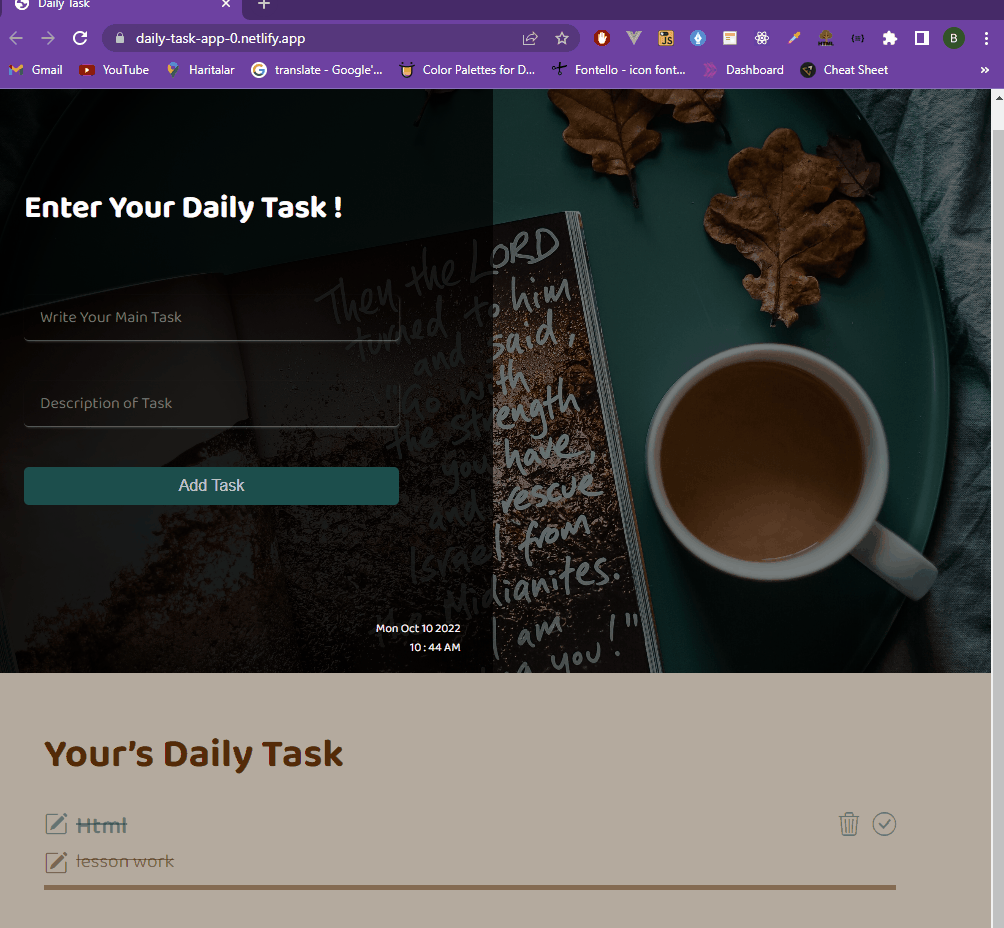 Daily Task
daily-task-app-0.netlify.app
JS
B
Gmail
YouTube
Haritalar
translate - Google'...
Color Palettes for D...
Fontello - icon font...
Dashboard
Cheat Sheet
»
Enter Your Daily Task !
Then the LORD
turned to him
and said,
"Go with
the strength
you have,
and rescue
Israel from
the Midianites.
I am
you!"
Write Your Main Task
Description of Task
Add Task
Mon Oct 10 2022
10 : 44 AM
Your’s Daily Task
Html
lesson work